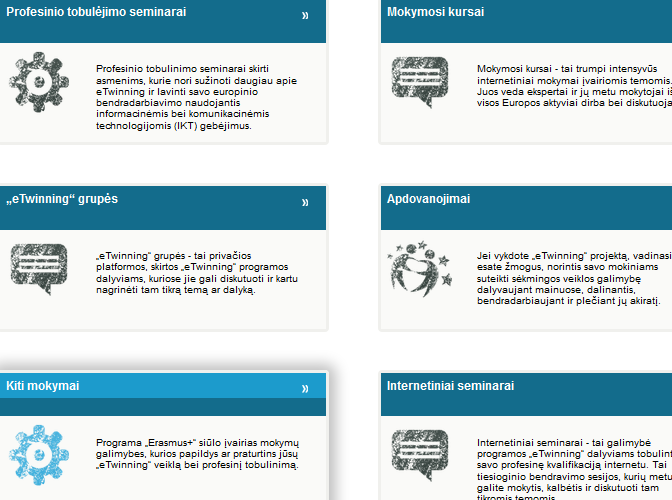 Profesinio tobulėjimo seminarai »
Profesinio tobulinimo seminarai skirti
asmenims, kurie nori sužinoti daugiau apie
eTwinning ir lavinti savo europinio
bendradarbiavimo naudojantis
informacinėmis bei komunikacinėmis
technologijomis (IKT) gebėjimus.
Mokymosi kursai
Mokymosi kursai - tai trumpi intensyvūs
internetiniai mokymai įvairiomis temomis.
Juos veda ekspertai ir jų metu mokytojai iš
visos Europos aktyviai dirba bei diskutuoja
„eTwinning“ grupės »
„eTwinning“ grupės - tai privačios
platformos, skirtos „eTwinning“ programos
dalyviams, kuriose jie gali diskutuoti ir kartu
nagrinėti tam tikrą temą ar dalyką.
Apdovanojimai
Jei vykdote „eTwinning“ projektą, vadinasi
esate žmogus, norintis savo mokiniams
suteikti sėkmingos veiklos galimybę
dalyvaujant mainuose, dalinantis,
bendradarbiaujant ir plečiant jų akiratį.
Kiti mokymai »
Programa „Erasmus+“ siūlo įvairias mokymų
galimybes, kurios papildys ar praturtins jūsų
„eTwinning“ veiklą bei profesinį tobulinimą.
Internetiniai seminarai
Internetiniai seminarai - tai galimybė
programos „eTwinning“ dalyviams tobulint
savo profesinę kvalifikaciją internetu. Tai
tiesioginio bendravimo sesijos, kurių metu
galite mokytis, kalbėtis ir diskutuoti tam
tikromis temomis.